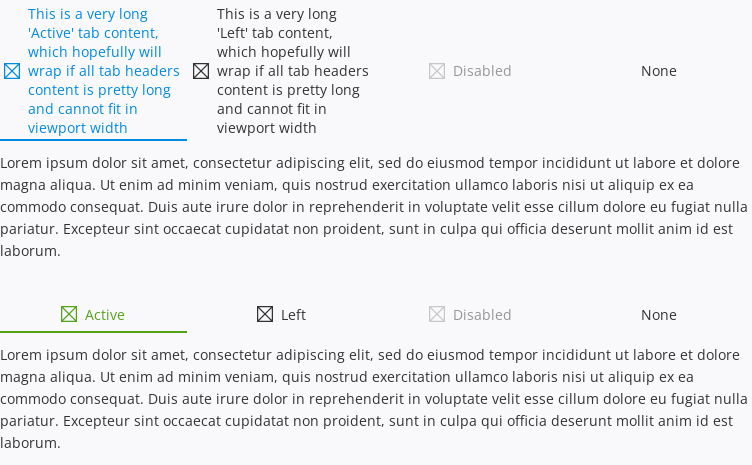 This is a very long
'Active' tab content,
which hopefully will
wrap if all tab headers
content is pretty long
and cannot fit in
viewport width
This is a very long
'Left' tab content,
which hopefully will
wrap if all tab headers
content is pretty long
and cannot fit in
viewport width
Disabled
None
Lorem ipsum dolor sit amet, consectetur adipiscing elit, sed do eiusmod tempor incididunt ut labore et dolore
magna aliqua. Ut enim ad minim veniam, quis nostrud exercitation ullamco laboris nisi ut aliquip ex ea
commodo consequat. Duis aute irure dolor in reprehenderit in voluptate velit esse cillum dolore eu fugiat nulla
pariatur. Excepteur sint occaecat cupidatat non proident, sunt in culpa qui officia deserunt mollit anim id est
laborum.
Active
Left
Disabled
None
Lorem ipsum dolor sit amet, consectetur adipiscing elit, sed do eiusmod tempor incididunt ut labore et dolore
magna aliqua. Ut enim ad minim veniam, quis nostrud exercitation ullamco laboris nisi ut aliquip ex ea
commodo consequat. Duis aute irure dolor in reprehenderit in voluptate velit esse cillum dolore eu fugiat nulla
pariatur. Excepteur sint occaecat cupidatat non proident, sunt in culpa qui officia deserunt mollit anim id est
laborum.